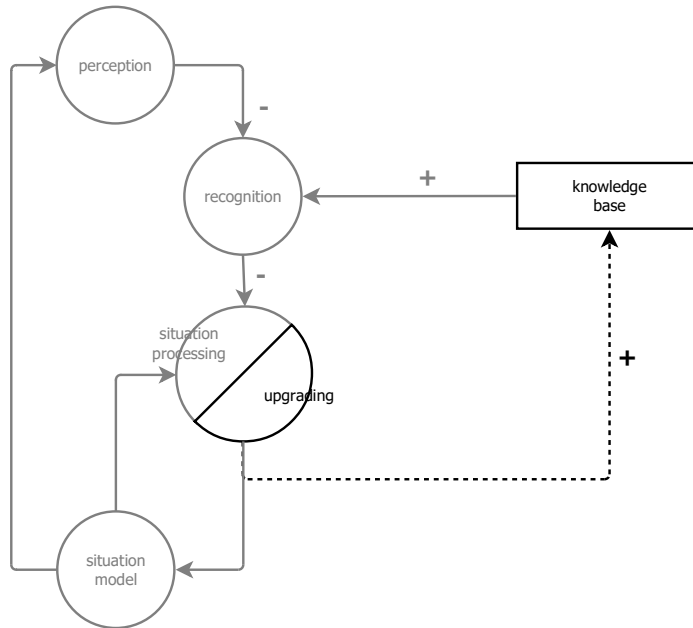 perception
-
recognition
+
knowledge
base
-
situation
processing
upgrading
+
situation
model